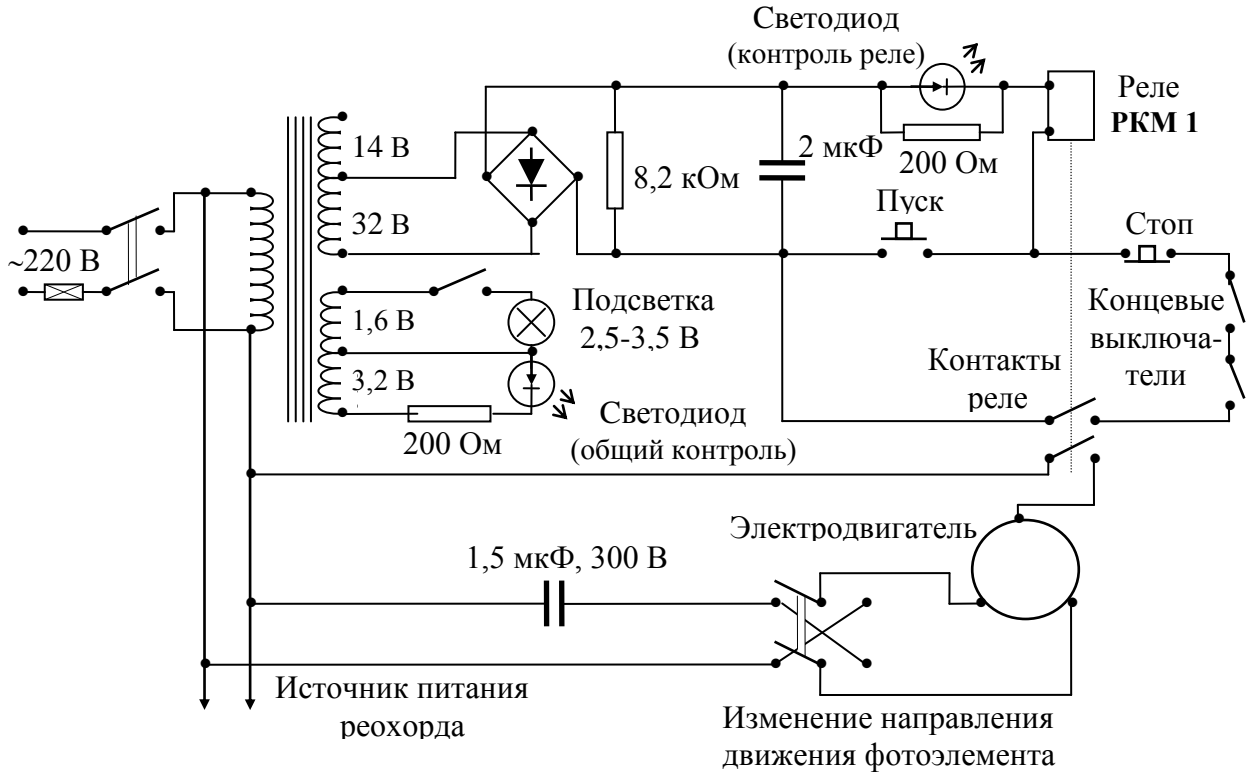 Светодиод
(контроль реле)
Реле
РКМ 1
14 В
2 мкФ
200 Ом
8,2 кОм
Пуск
32 В
Стоп
~220 В
Подсветка
2,5-3,5 В
1,6 В
Концевые
выключа-
тели
Контакты
реле
3,2 В
Светодиод
(общий контроль)
200 Ом
Электродвигатель
1,5 мкФ, 300 В
Источник питания
реохорда
Изменение направления
движения фотоэлемента